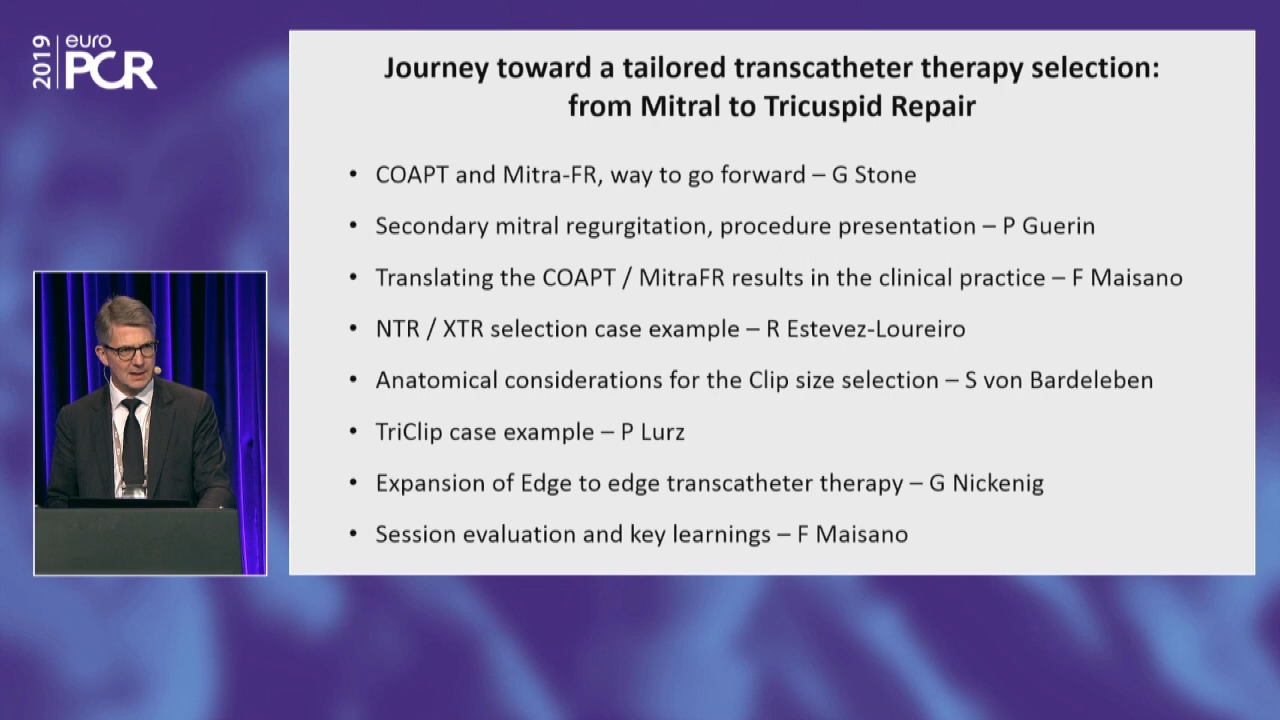 2019
euro
PCR
Journey toward a tailored transcatheter therapy selection:
from Mitral to Tricuspid Repair
• COAPT and Mitra-FR, way to go forward – G Stone
• Secondary mitral regurgitation, procedure presentation – P Guerin
• Translating the COAPT / MitraFR results in the clinical practice – F Maisano
• NTR / XTR selection case example – R Estevez-Loureiro
• Anatomical considerations for the Clip size selection – S von Bardeleben
• TriClip case example – P Lurz
• Expansion of Edge to edge transcatheter therapy – G Nickenig
• Session evaluation and key learnings – F Maisano